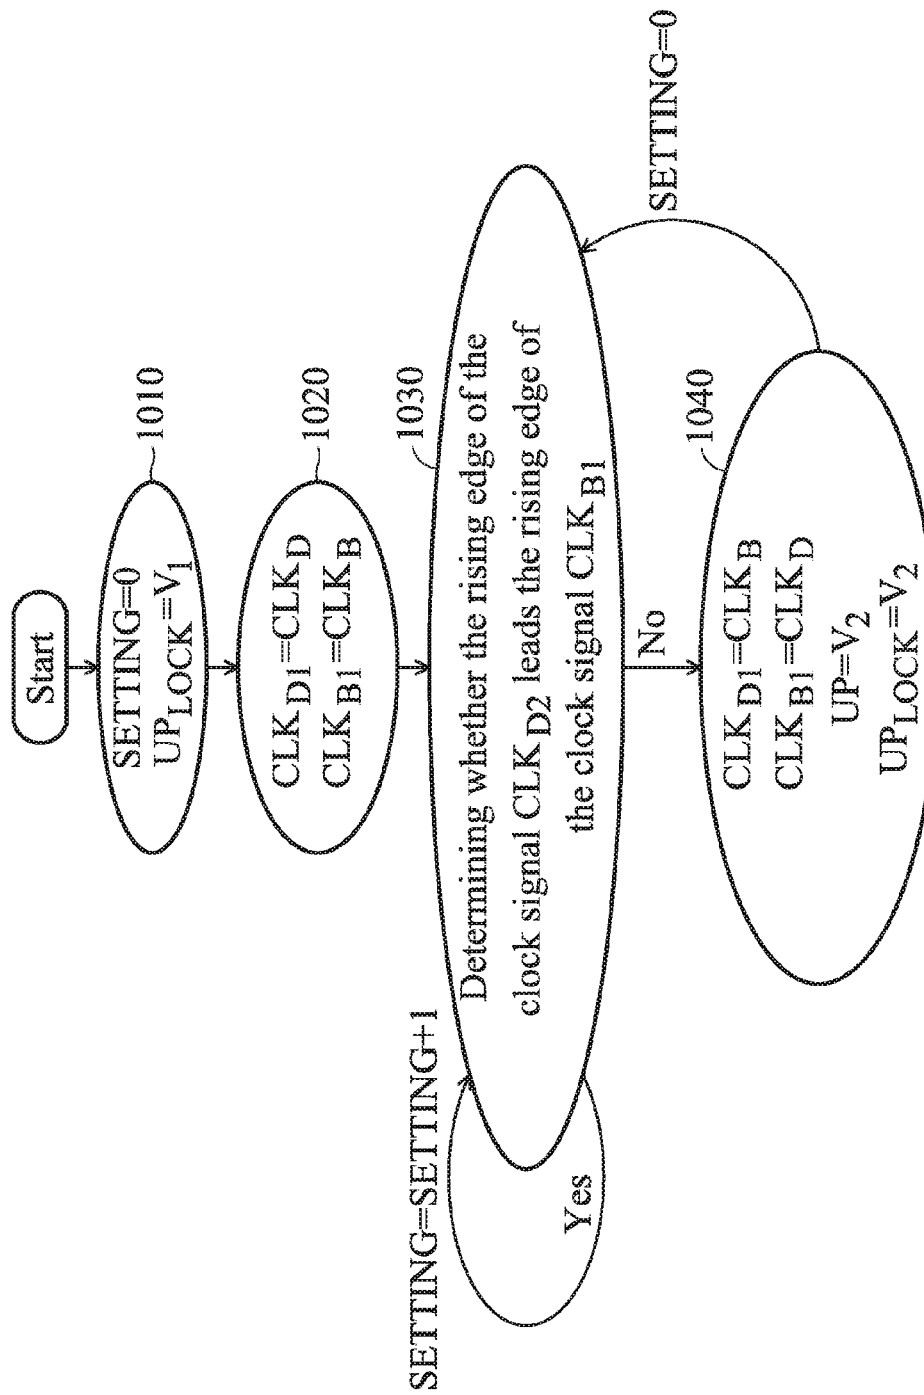 Start
SETTING=0
UP_LOCK=V_1
1010
CLK_D1=CLK_D
CLK_B1=CLK_B
1020
Determining whether the rising edge of the
clock signal CLK_D2 leads the rising edge of
the clock signal CLK_B1
1030
SETTING=SETTING+1
Yes
No
SETTING=0
CLK_D1=CLK_B
CLK_B1=CLK_D
UP=V_2
UP_LOCK=V_2
1040